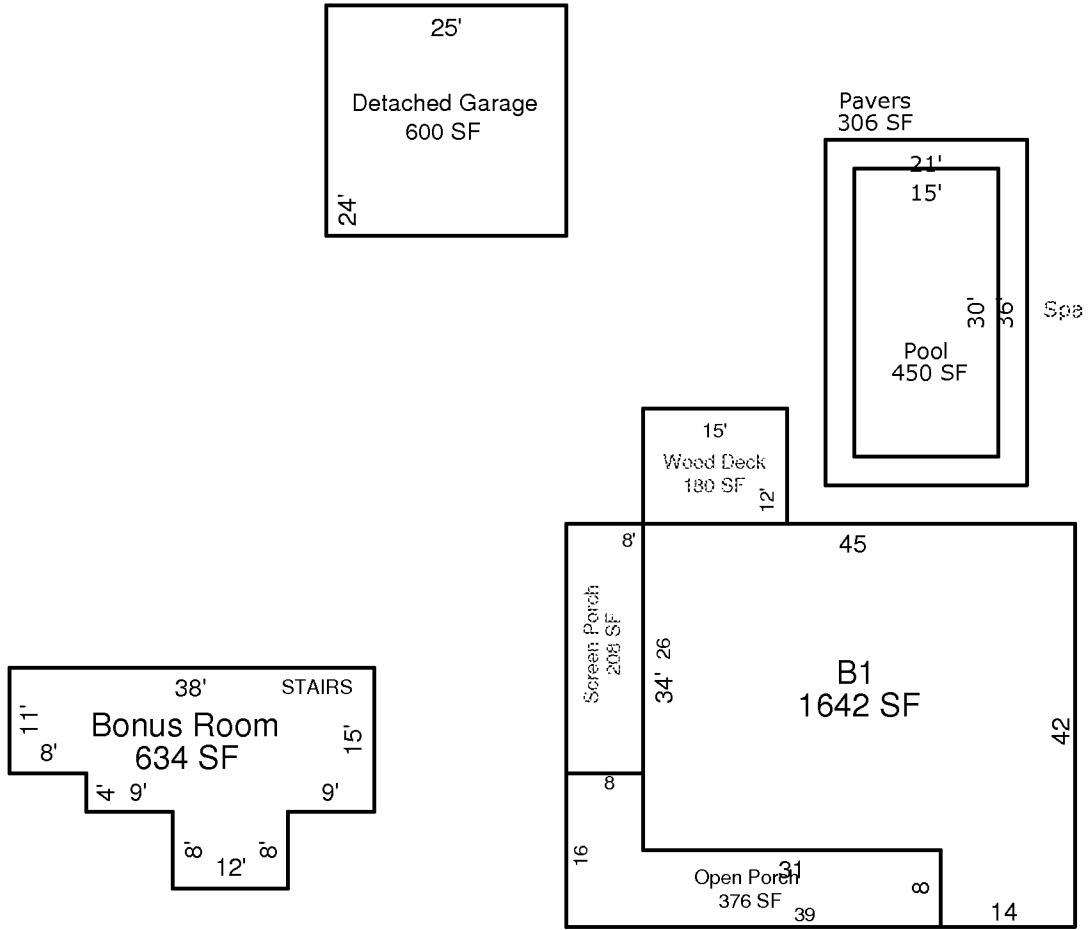 25'
Detached Garage
600 SF
24'
Pavers
306 SF
21'
15'
30'
36'
Spa
Pool
450 SF
15'
Wood Deck
180 SF
12'
8'
45
Screen Porch
208 SF
26
34'
B1
1642 SF
42
38'
STAIRS
11'
Bonus Room
634 SF
15'
8'
4'
9'
9'
8'
8'
12'
8
16
31
Open Porch
376 SF
8
39
14